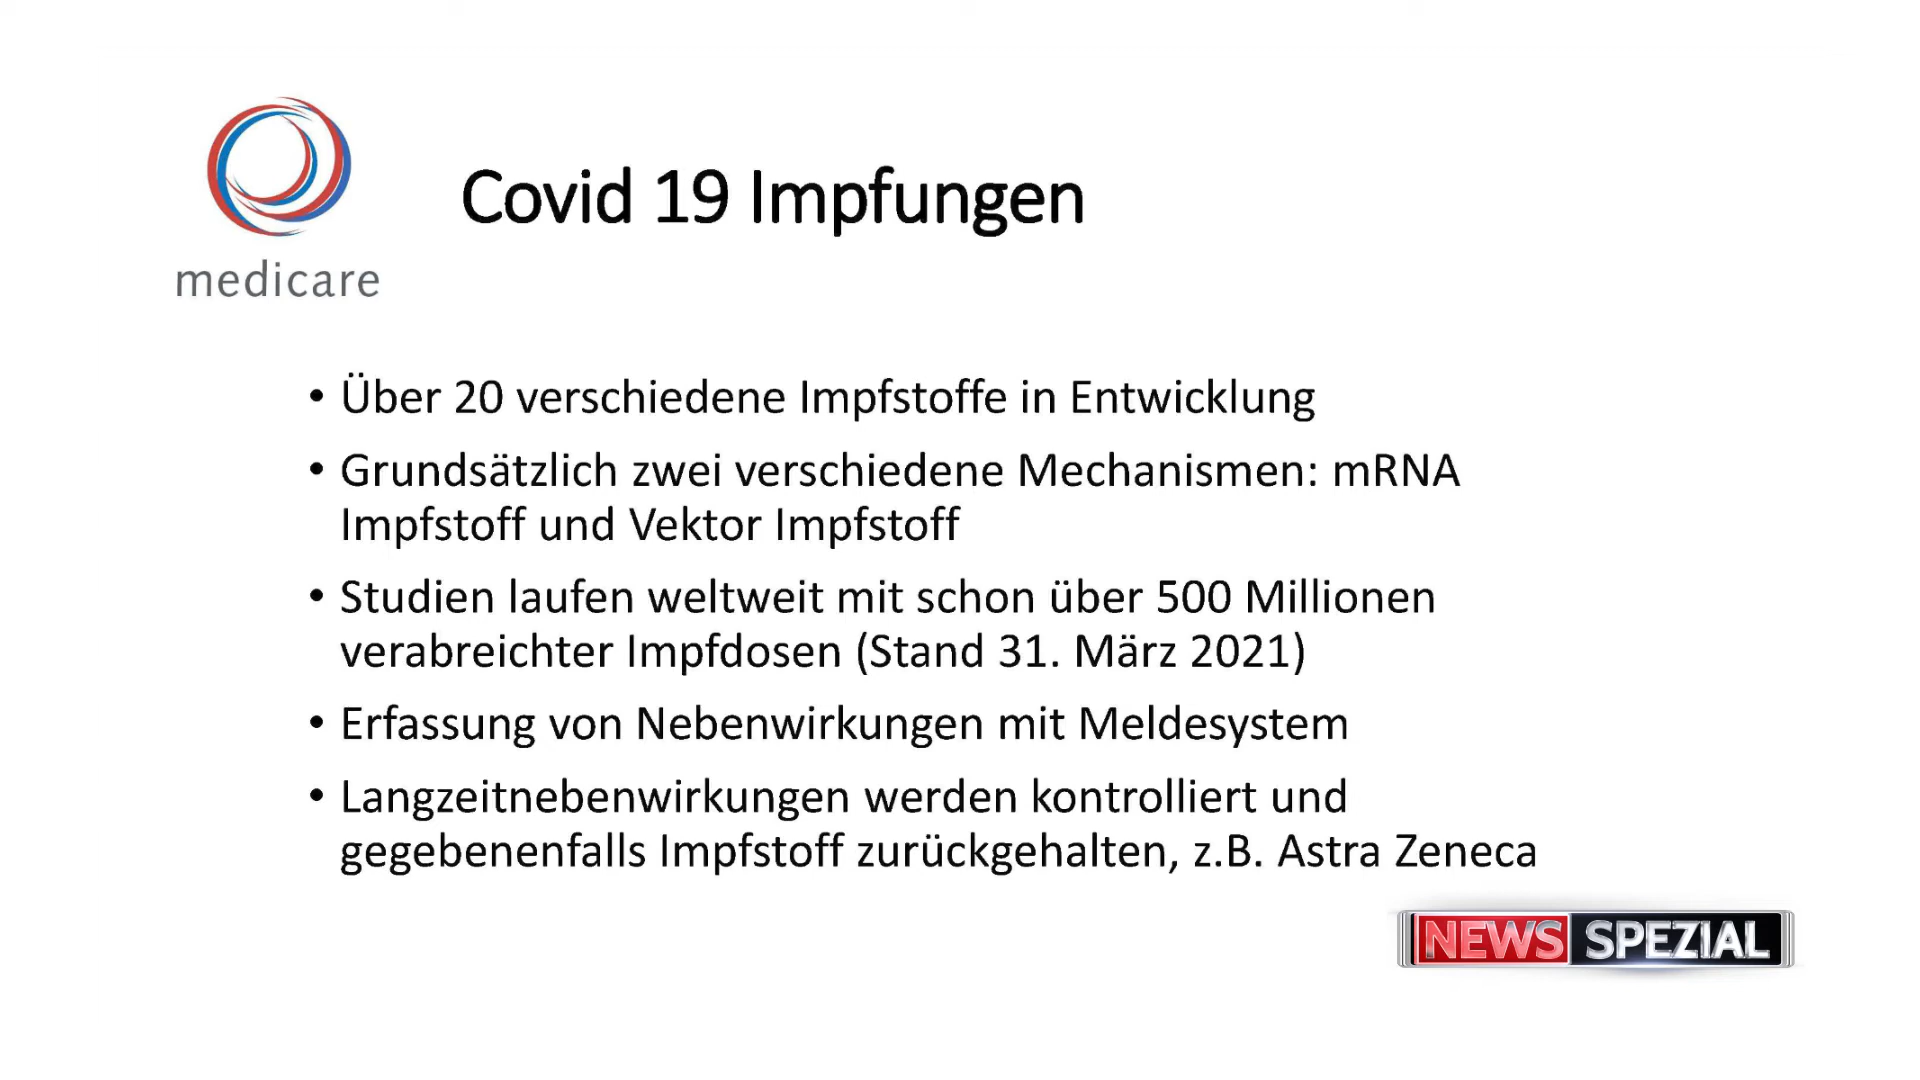 medicare
Covid 19 Impfungen
• Über 20 verschiedene Impfstoffe in Entwicklung
• Grundsätzlich zwei verschiedene Mechanismen: mRNA
Impfstoff und Vektor Impfstoff
• Studien laufen weltweit mit schon über 500 Millionen
verabreichter Impfdosen (Stand 31. März 2021)
• Erfassung von Nebenwirkungen mit Meldesystem
• Langzeitnebenwirkungen werden kontrolliert und
gegebenenfalls Impfstoff zurückgehalten, z.B. Astra Zeneca
NEWS SPEZIAL